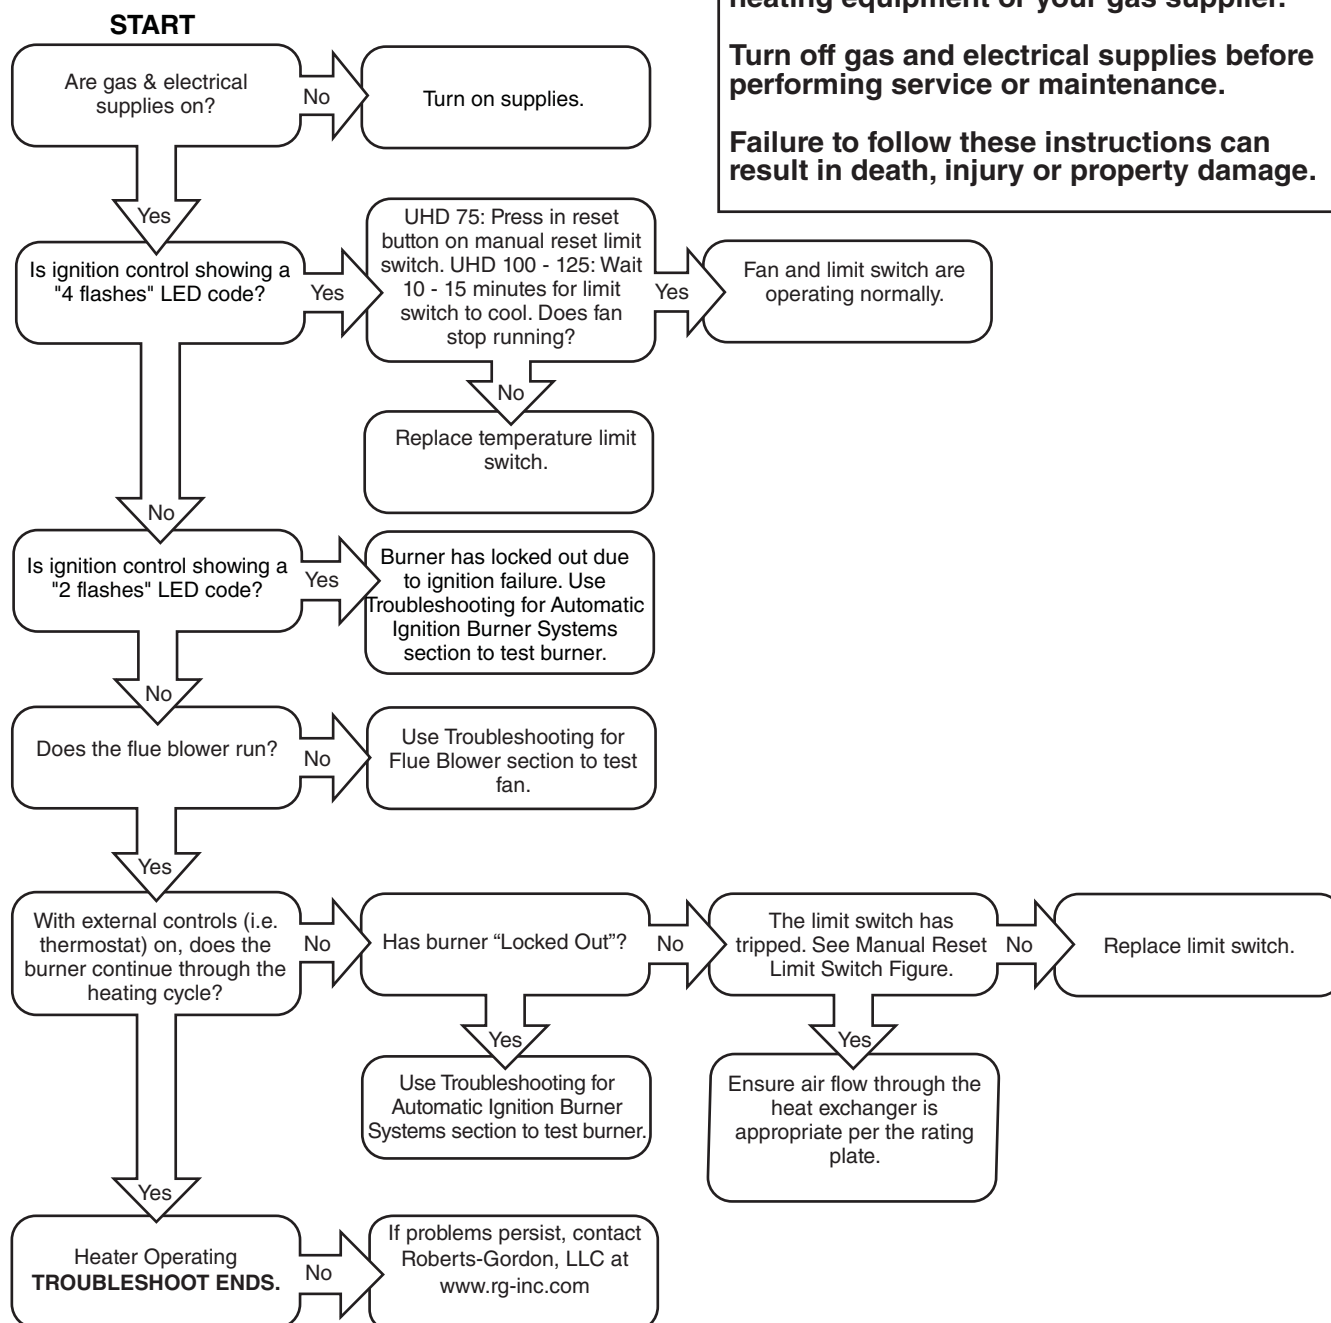 heating equipment or your gas supplier.
Turn off gas and electrical supplies before
performing service or maintenance.
Failure to follow these instructions can
result in death, injury or property damage.
START
Are gas & electrical
supplies on?
No
Turn on supplies.
Yes
Is ignition control showing a
"4 flashes" LED code?
Yes
UHD 75: Press in reset
button on manual reset limit
switch. UHD 100 - 125: Wait
10 - 15 minutes for limit
switch to cool. Does fan
stop running?
Yes
Fan and limit switch are
operating normally.
No
Replace temperature limit
switch.
No
Is ignition control showing a
"2 flashes" LED code?
Yes
Burner has locked out due
to ignition failure. Use
Troubleshooting for Automatic
Ignition Burner Systems
section to test burner.
No
Does the flue blower run?
No
Use Troubleshooting for
Flue Blower section to test
fan.
Yes
With external controls (i.e.
thermostat) on, does the
burner continue through the
heating cycle?
No
Has burner “Locked Out”?
No
The limit switch has
tripped. See Manual Reset
Limit Switch Figure.
No
Replace limit switch.
Yes
Use Troubleshooting for
Automatic Ignition Burner
Systems section to test burner.
Yes
Ensure air flow through the
heat exchanger is
appropriate per the rating
plate.
Yes
Heater Operating
TROUBLESHOOT ENDS.
No
If problems persist, contact
Roberts-Gordon, LLC at
www.rg-inc.com